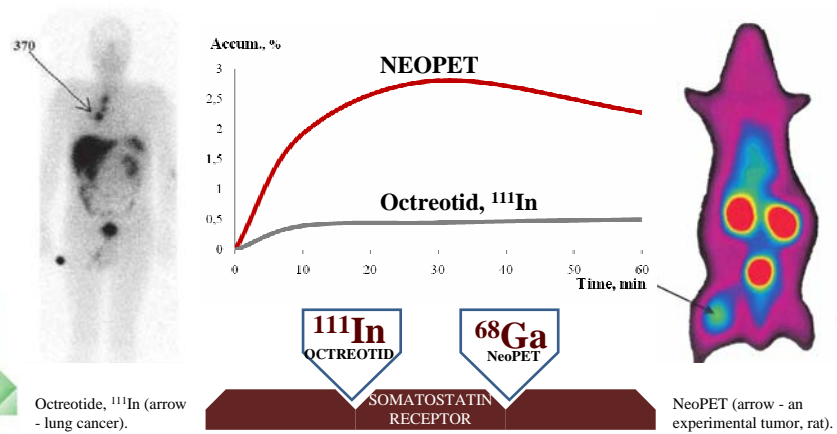 370
Accum., %
3
2,5
2
1,5
1
0,5
0
NEOPET
Octreotid, ¹¹¹In
0 10 20 30 40 50 60
Time, min
¹¹¹In
OCTREOTID
⁶⁸Ga
NeoPET
SOMATOSTATIN
RECEPTOR
Octreotide, ¹¹¹In (arrow
- lung cancer).
NeoPET (arrow - an
experimental tumor, rat).